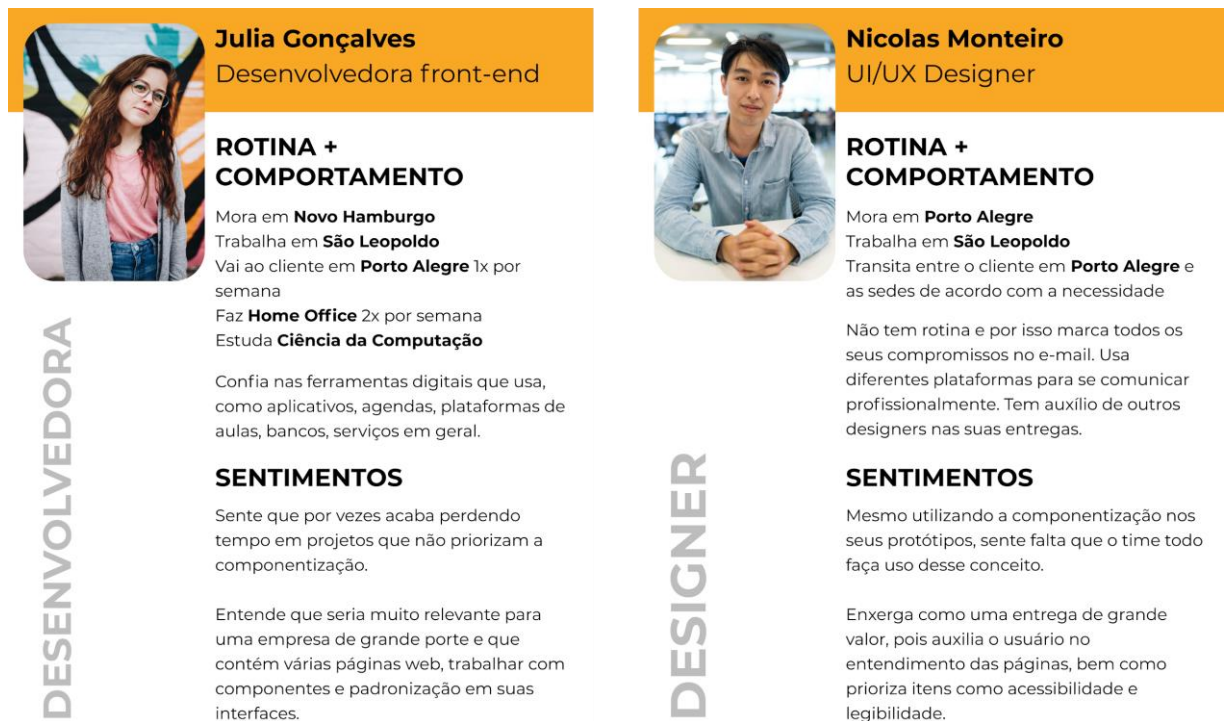 Julia Gonçalves
Desenvolvedora front-end
ROTINA +
COMPORTAMENTO
Mora em Novo Hamburgo
Trabalha em São Leopoldo
Vai ao cliente em Porto Alegre 1x por
semana
Faz Home Office 2x por semana
Estuda Ciência da Computação
Confia nas ferramentas digitais que usa,
como aplicativos, agendas, plataformas de
aulas, bancos, serviços em geral.
SENTIMENTOS
Sente que por vezes acaba perdendo
tempo em projetos que não priorizam a
componentização.
Entende que seria muito relevante para
uma empresa de grande porte e que
contém várias páginas web, trabalhar com
componentes e padronização em suas
interfaces.
DESENVOLVEDORA
Nicolas Monteiro
UI/UX Designer
ROTINA +
COMPORTAMENTO
Mora em Porto Alegre
Trabalha em São Leopoldo
Transita entre o cliente em Porto Alegre e
as sedes de acordo com a necessidade
Não tem rotina e por isso marca todos os
seus compromissos no e-mail. Usa
diferentes plataformas para se comunicar
profissionalmente. Tem auxílio de outros
designers nas suas entregas.
SENTIMENTOS
Mesmo utilizando a componentização nos
seus protótipos, sente falta que o time todo
faça uso desse conceito.
Enxerga como uma entrega de grande
valor, pois auxilia o usuário no
entendimento das páginas, bem como
prioriza itens como acessibilidade e
legibilidade.
DESIGNER